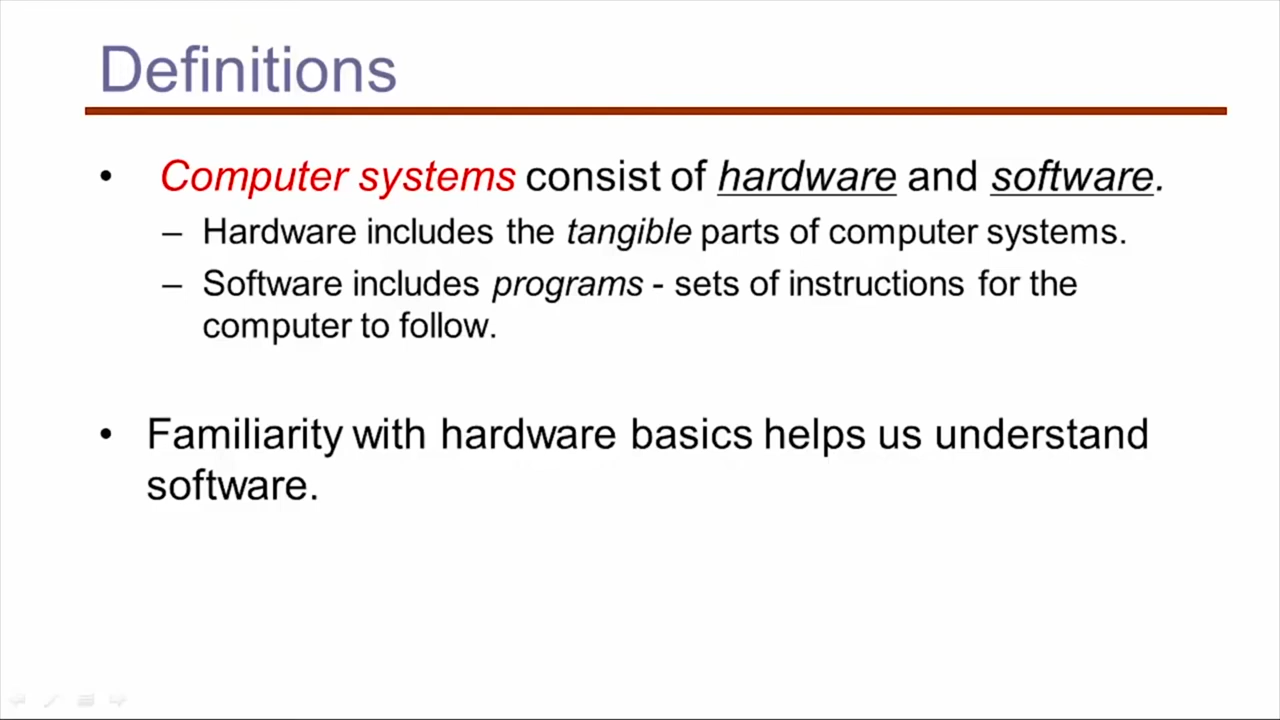 Definitions
• Computer systems consist of hardware and software.
– Hardware includes the tangible parts of computer systems.
– Software includes programs - sets of instructions for the
computer to follow.
• Familiarity with hardware basics helps us understand
software.